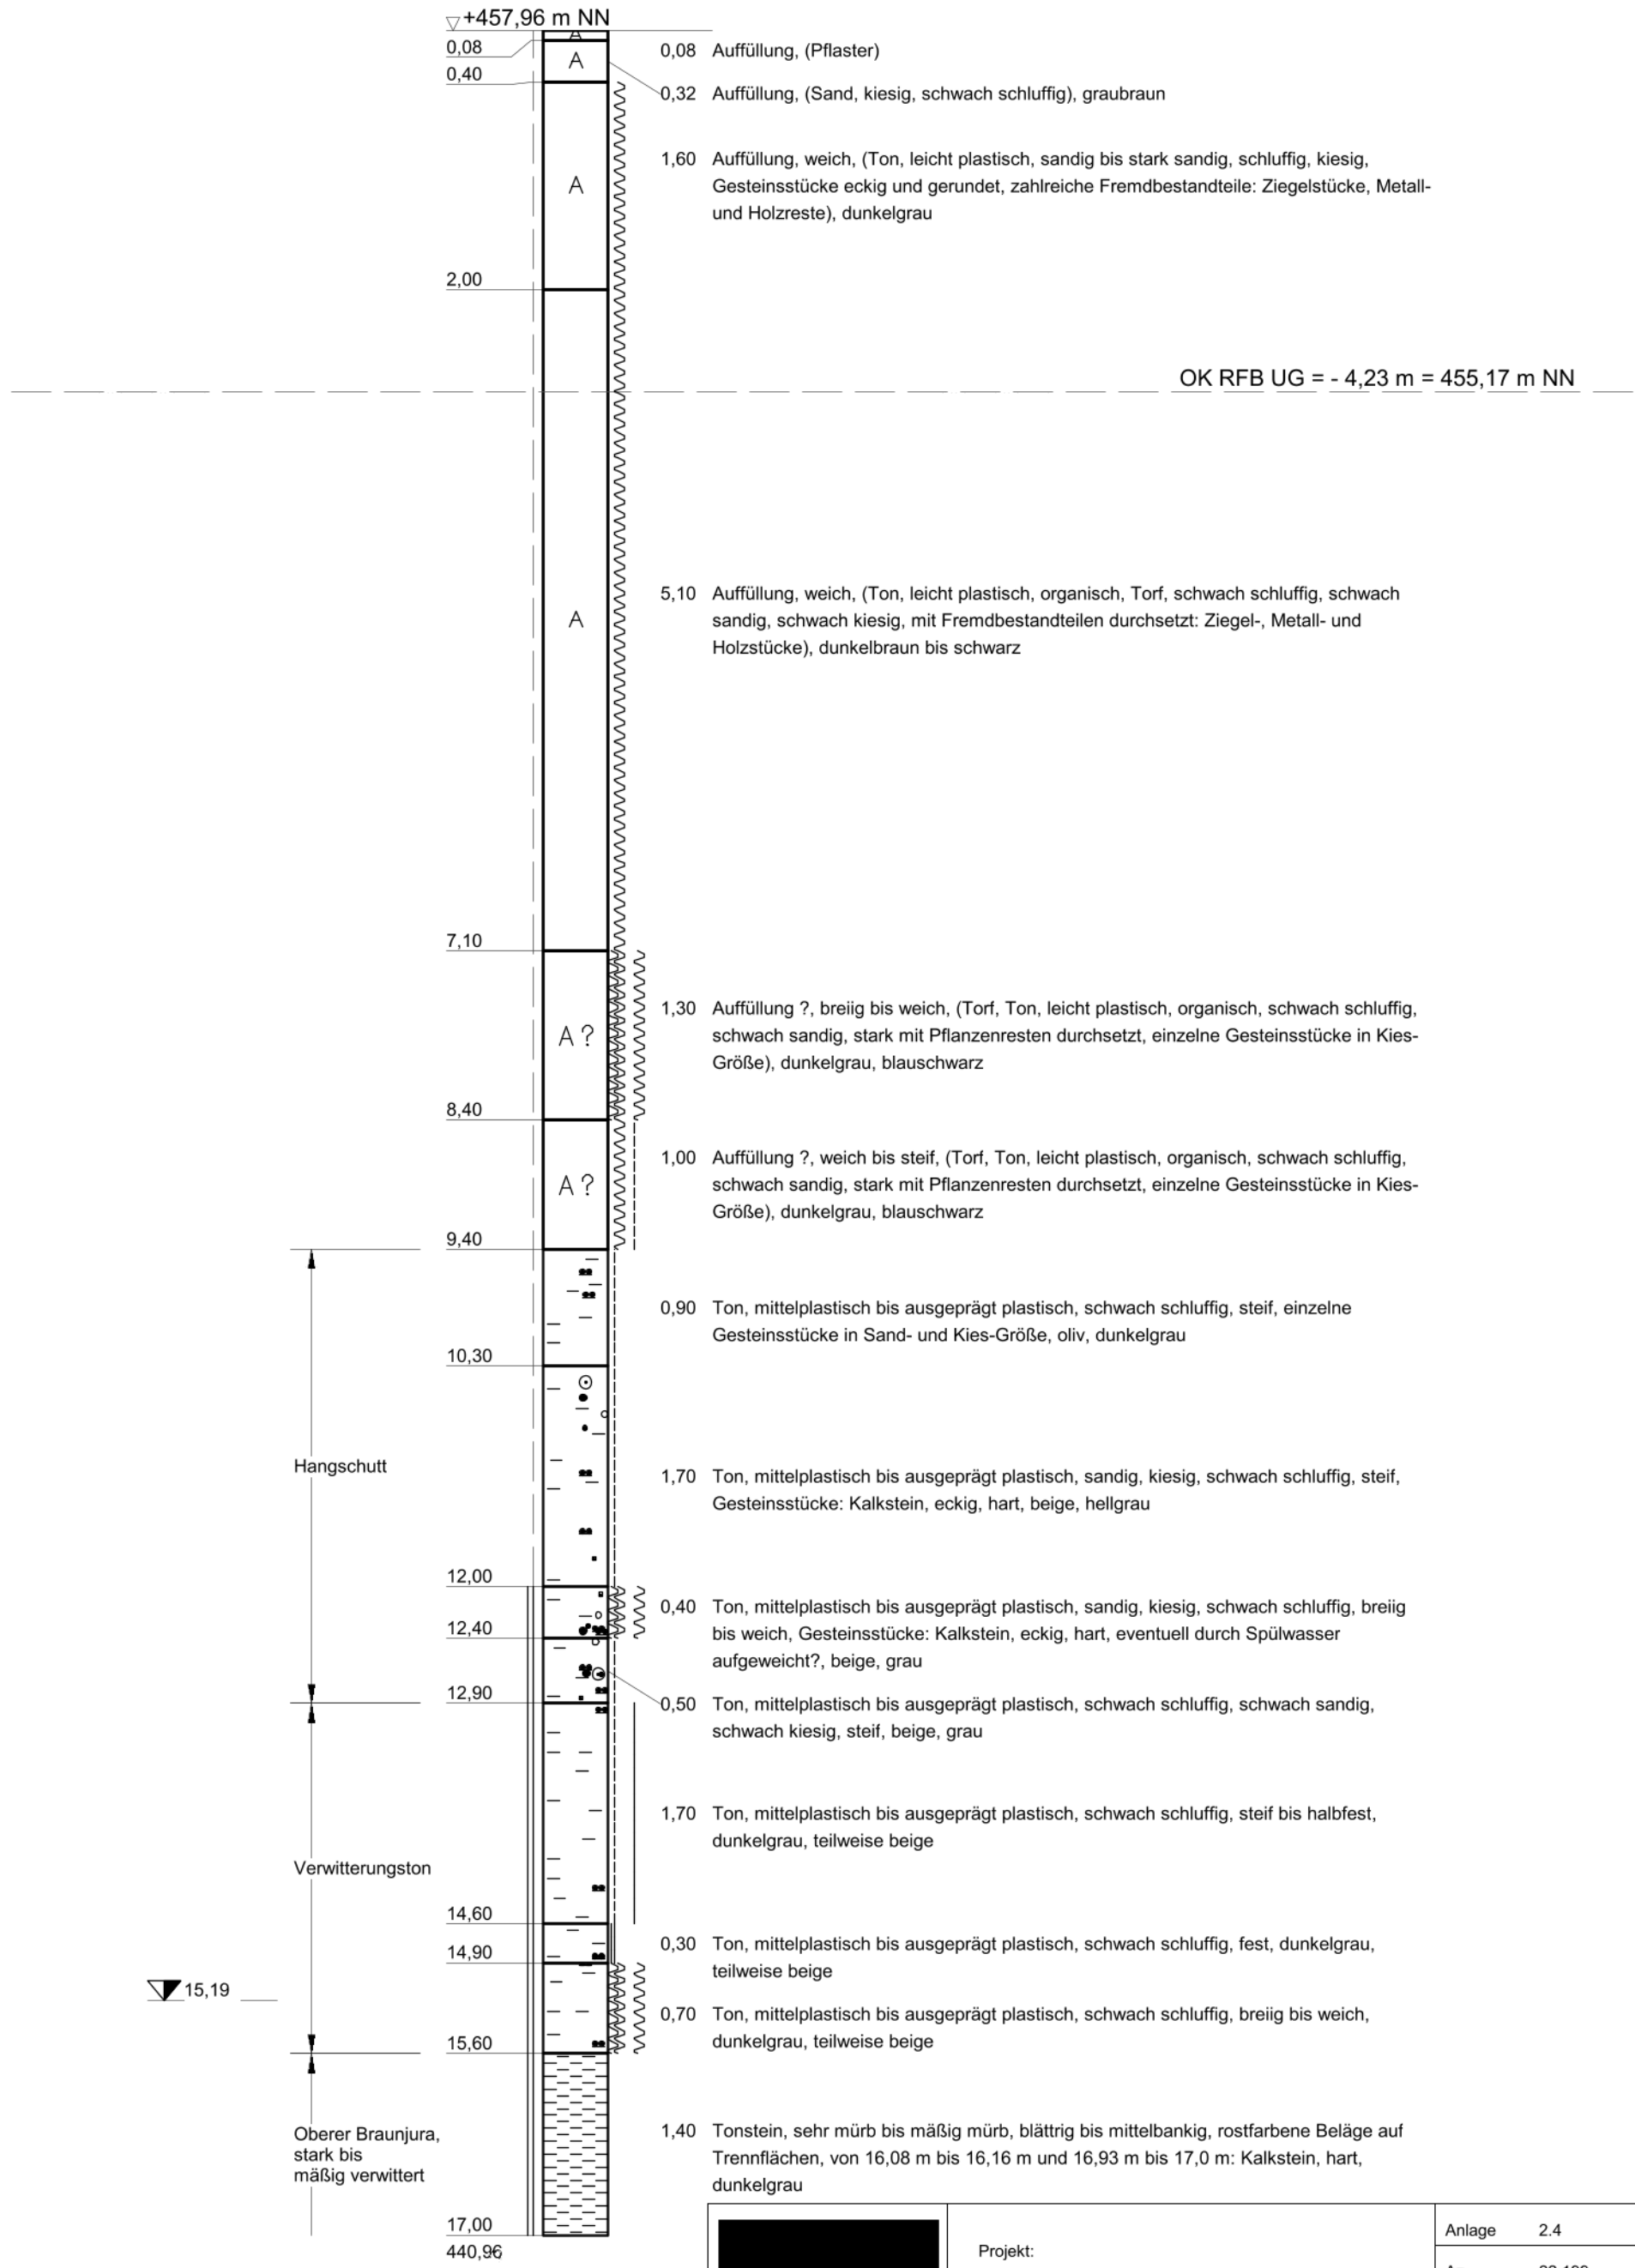 +457,96 m NN
A
0,08
0,08 Auffüllung, (Pflaster)
A
0,40
0,32 Auffüllung, (Sand, kiesig, schwach schluffig), graubraun
1,60 Auffüllung, weich, (Ton, leicht plastisch, sandig bis stark sandig, schluffig, kiesig,
Gesteinsstücke eckig und gerundet, zahlreiche Fremdbestandteile: Ziegelstücke, Metall-
und Holzreste), dunkelgrau
A
2,00
OK RFB UG = - 4,23 m = 455,17 m NN
5,10 Auffüllung, weich, (Ton, leicht plastisch, organisch, Torf, schwach schluffig, schwach
sandig, schwach kiesig, mit Fremdbestandteilen durchsetzt: Ziegel-, Metall- und
Holzstücke), dunkelbraun bis schwarz
A
7,10
1,30 Auffüllung ?, breiig bis weich, (Torf, Ton, leicht plastisch, organisch, schwach schluffig,
schwach sandig, stark mit Pflanzenresten durchsetzt, einzelne Gesteinsstücke in Kies-
Größe), dunkelgrau, blauschwarz
A ?
8,40
1,00 Auffüllung ?, weich bis steif, (Torf, Ton, leicht plastisch, organisch, schwach schluffig,
schwach sandig, stark mit Pflanzenresten durchsetzt, einzelne Gesteinsstücke in Kies-
Größe), dunkelgrau, blauschwarz
A ?
9,40
0,90 Ton, mittelplastisch bis ausgeprägt plastisch, schwach schluffig, steif, einzelne
Gesteinsstücke in Sand- und Kies-Größe, oliv, dunkelgrau
10,30
Hangschutt
1,70 Ton, mittelplastisch bis ausgeprägt plastisch, sandig, kiesig, schwach schluffig, steif,
Gesteinsstücke: Kalkstein, eckig, hart, beige, hellgrau
12,00
0,40 Ton, mittelplastisch bis ausgeprägt plastisch, sandig, kiesig, schwach schluffig, breiig
bis weich, Gesteinsstücke: Kalkstein, eckig, hart, eventuell durch Spülwasser
aufgeweicht?, beige, grau
12,40
12,90
0,50 Ton, mittelplastisch bis ausgeprägt plastisch, schwach schluffig, schwach sandig,
schwach kiesig, steif, beige, grau
1,70 Ton, mittelplastisch bis ausgeprägt plastisch, schwach schluffig, steif bis halbfest,
dunkelgrau, teilweise beige
Verwitterungston
14,60
0,30 Ton, mittelplastisch bis ausgeprägt plastisch, schwach schluffig, fest, dunkelgrau,
teilweise beige
14,90
15,19
0,70 Ton, mittelplastisch bis ausgeprägt plastisch, schwach schluffig, breiig bis weich,
dunkelgrau, teilweise beige
15,60
Oberer Braunjura,
stark bis
mäßig verwittert
1,40 Tonstein, sehr mürb bis mäßig mürb, blättrig bis mittelbankig, rostfarbene Beläge auf
Trennflächen, von 16,08 m bis 16,16 m und 16,93 m bis 17,0 m: Kalkstein, hart,
dunkelgrau
17,00
440,96
Projekt:
Anlage 2.4